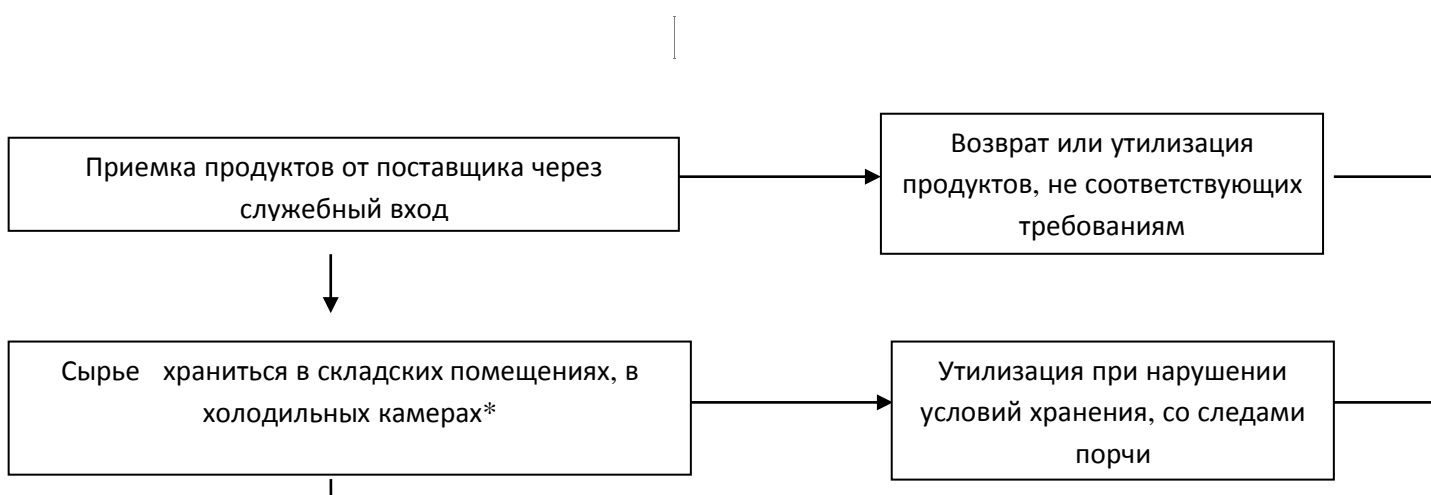 Приемка продуктов от поставщика через
служебный вход
Возврат или утилизация
продуктов, не соответствующих
требованиям
Сырье храниться в складских помещениях, в
холодильных камерах*
Утилизация при нарушении
условий хранения, со следами
порчи